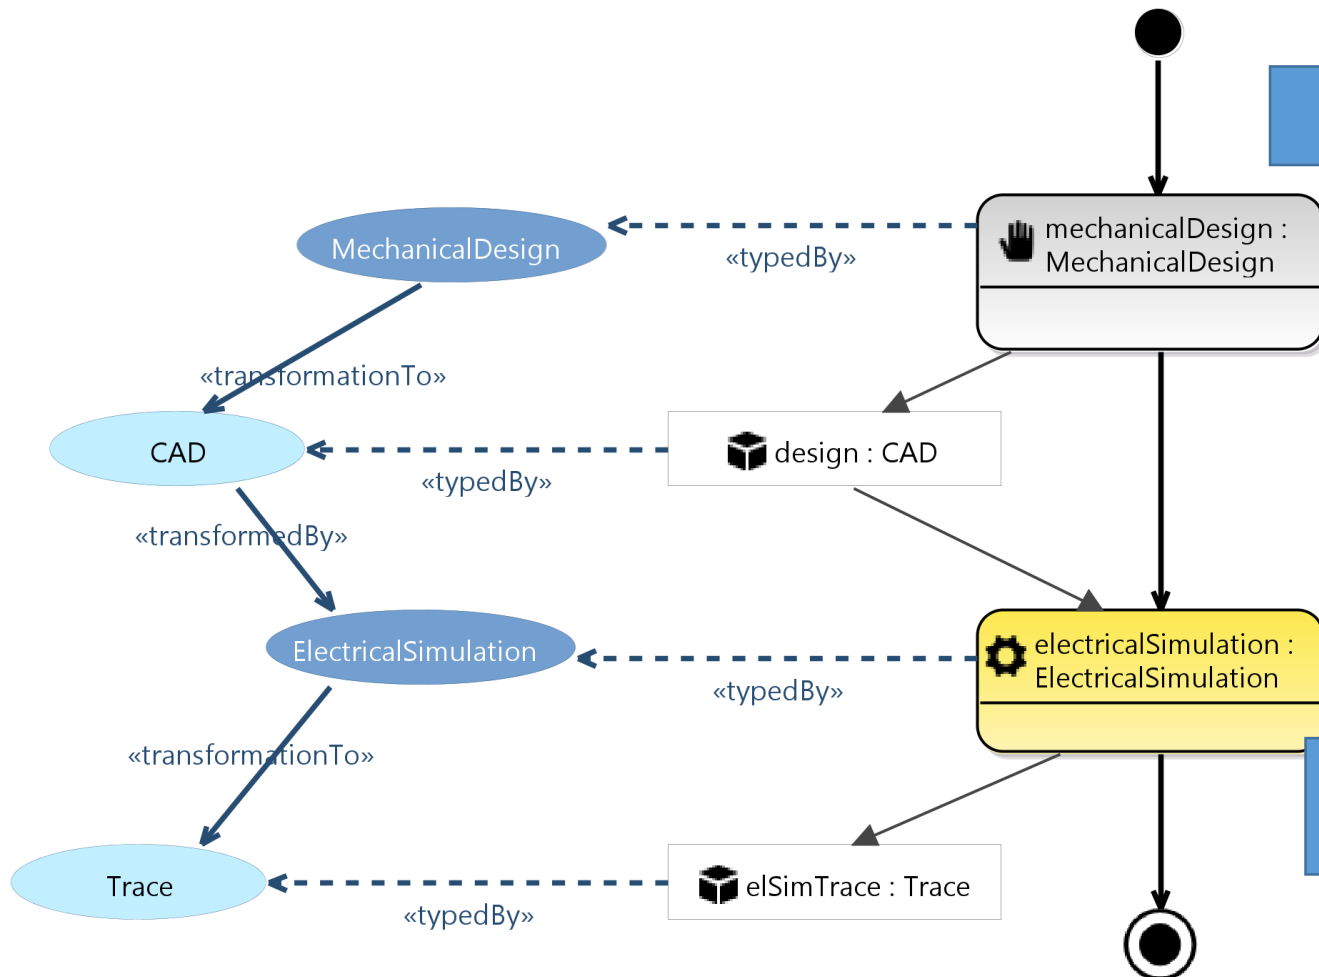 mechanicalDesign :
MechanicalDesign
MechanicalDesign
«typedBy»
«transformationTo»
CAD
design : CAD
«typedBy»
«transformedBy»
ElectricalSimulation
electricalSimulation :
ElectricalSimulation
«typedBy»
«transformationTo»
Trace
elSimTrace : Trace
«typedBy»